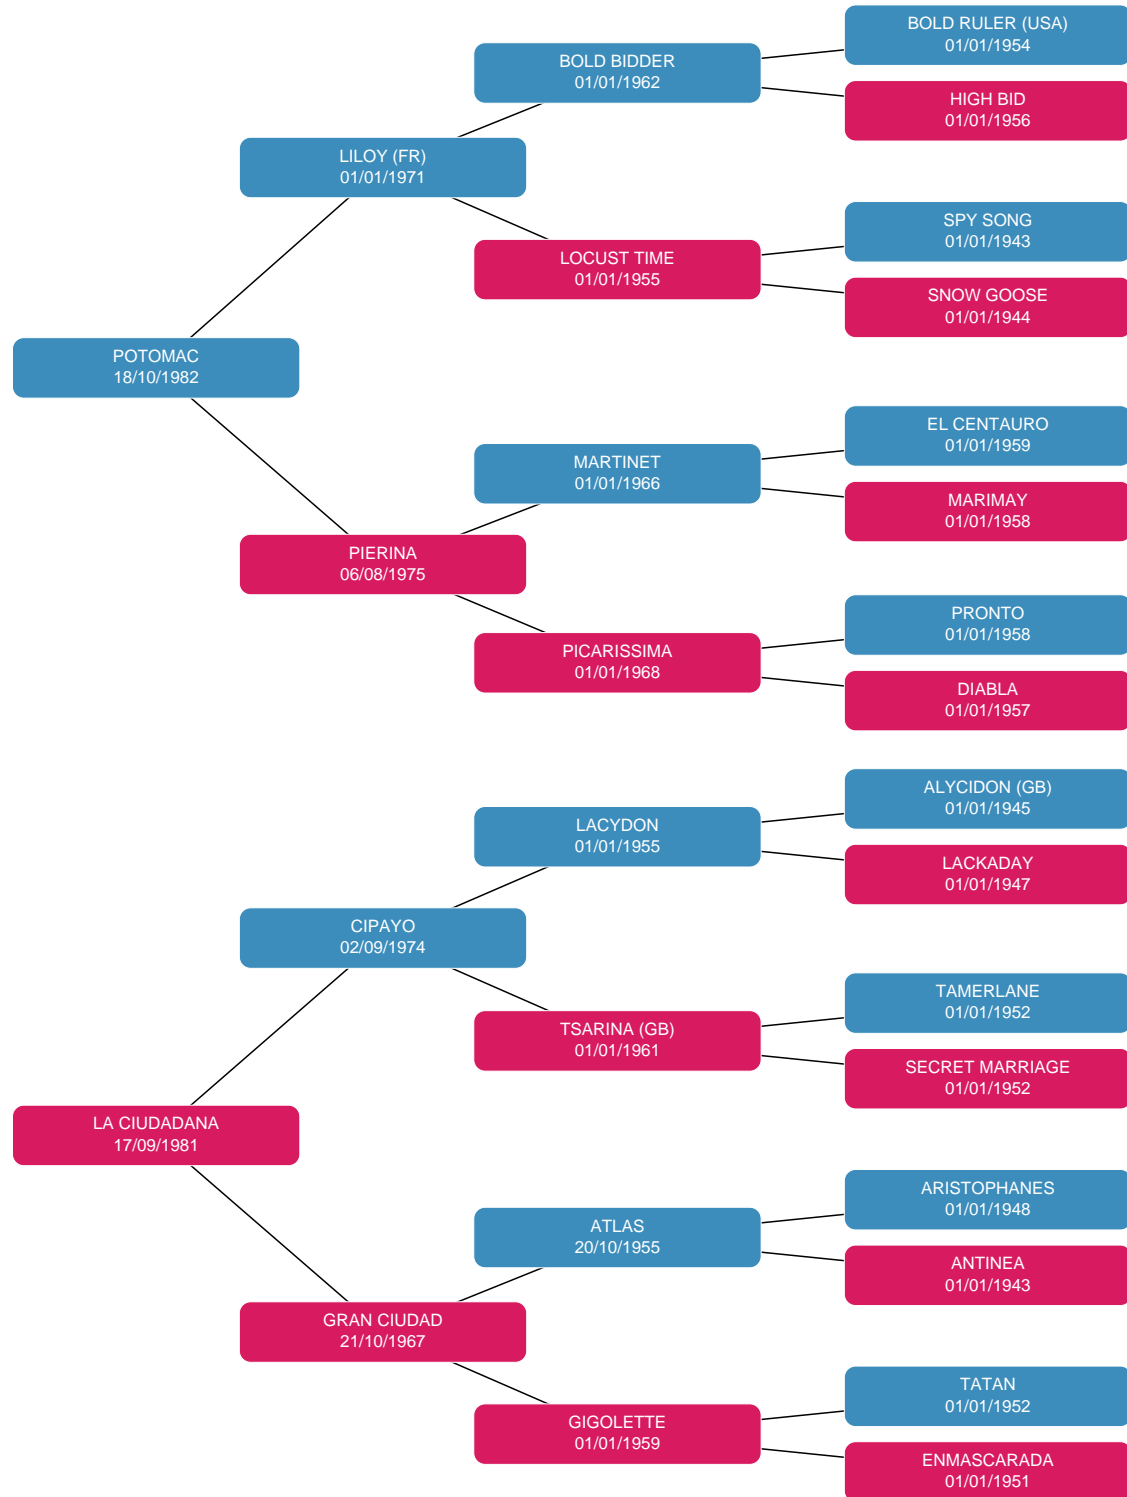 BOLD RULER (USA)
01/01/1954
BOLD BIDDER
01/01/1962
HIGH BID
01/01/1956
LILOY (FR)
01/01/1971
SPY SONG
01/01/1943
LOCUST TIME
01/01/1955
SNOW GOOSE
01/01/1944
POTOMAC
18/10/1982
EL CENTAURO
01/01/1959
MARTINET
01/01/1966
MARIMAY
01/01/1958
PIERINA
06/08/1975
PRONTO
01/01/1958
PICARISSIMA
01/01/1968
DIABLA
01/01/1957
ALYCIDON (GB)
01/01/1945
LACYDON
01/01/1955
LACKADAY
01/01/1947
CIPAYO
02/09/1974
TAMERLANE
01/01/1952
TSARINA (GB)
01/01/1961
SECRET MARRIAGE
01/01/1952
LA CIUDADANA
17/09/1981
ARISTOPHANES
01/01/1948
ATLAS
20/10/1955
ANTINEA
01/01/1943
GRAN CIUDAD
21/10/1967
TATAN
01/01/1952
GIGOLETTE
01/01/1959
ENMASCARADA
01/01/1951